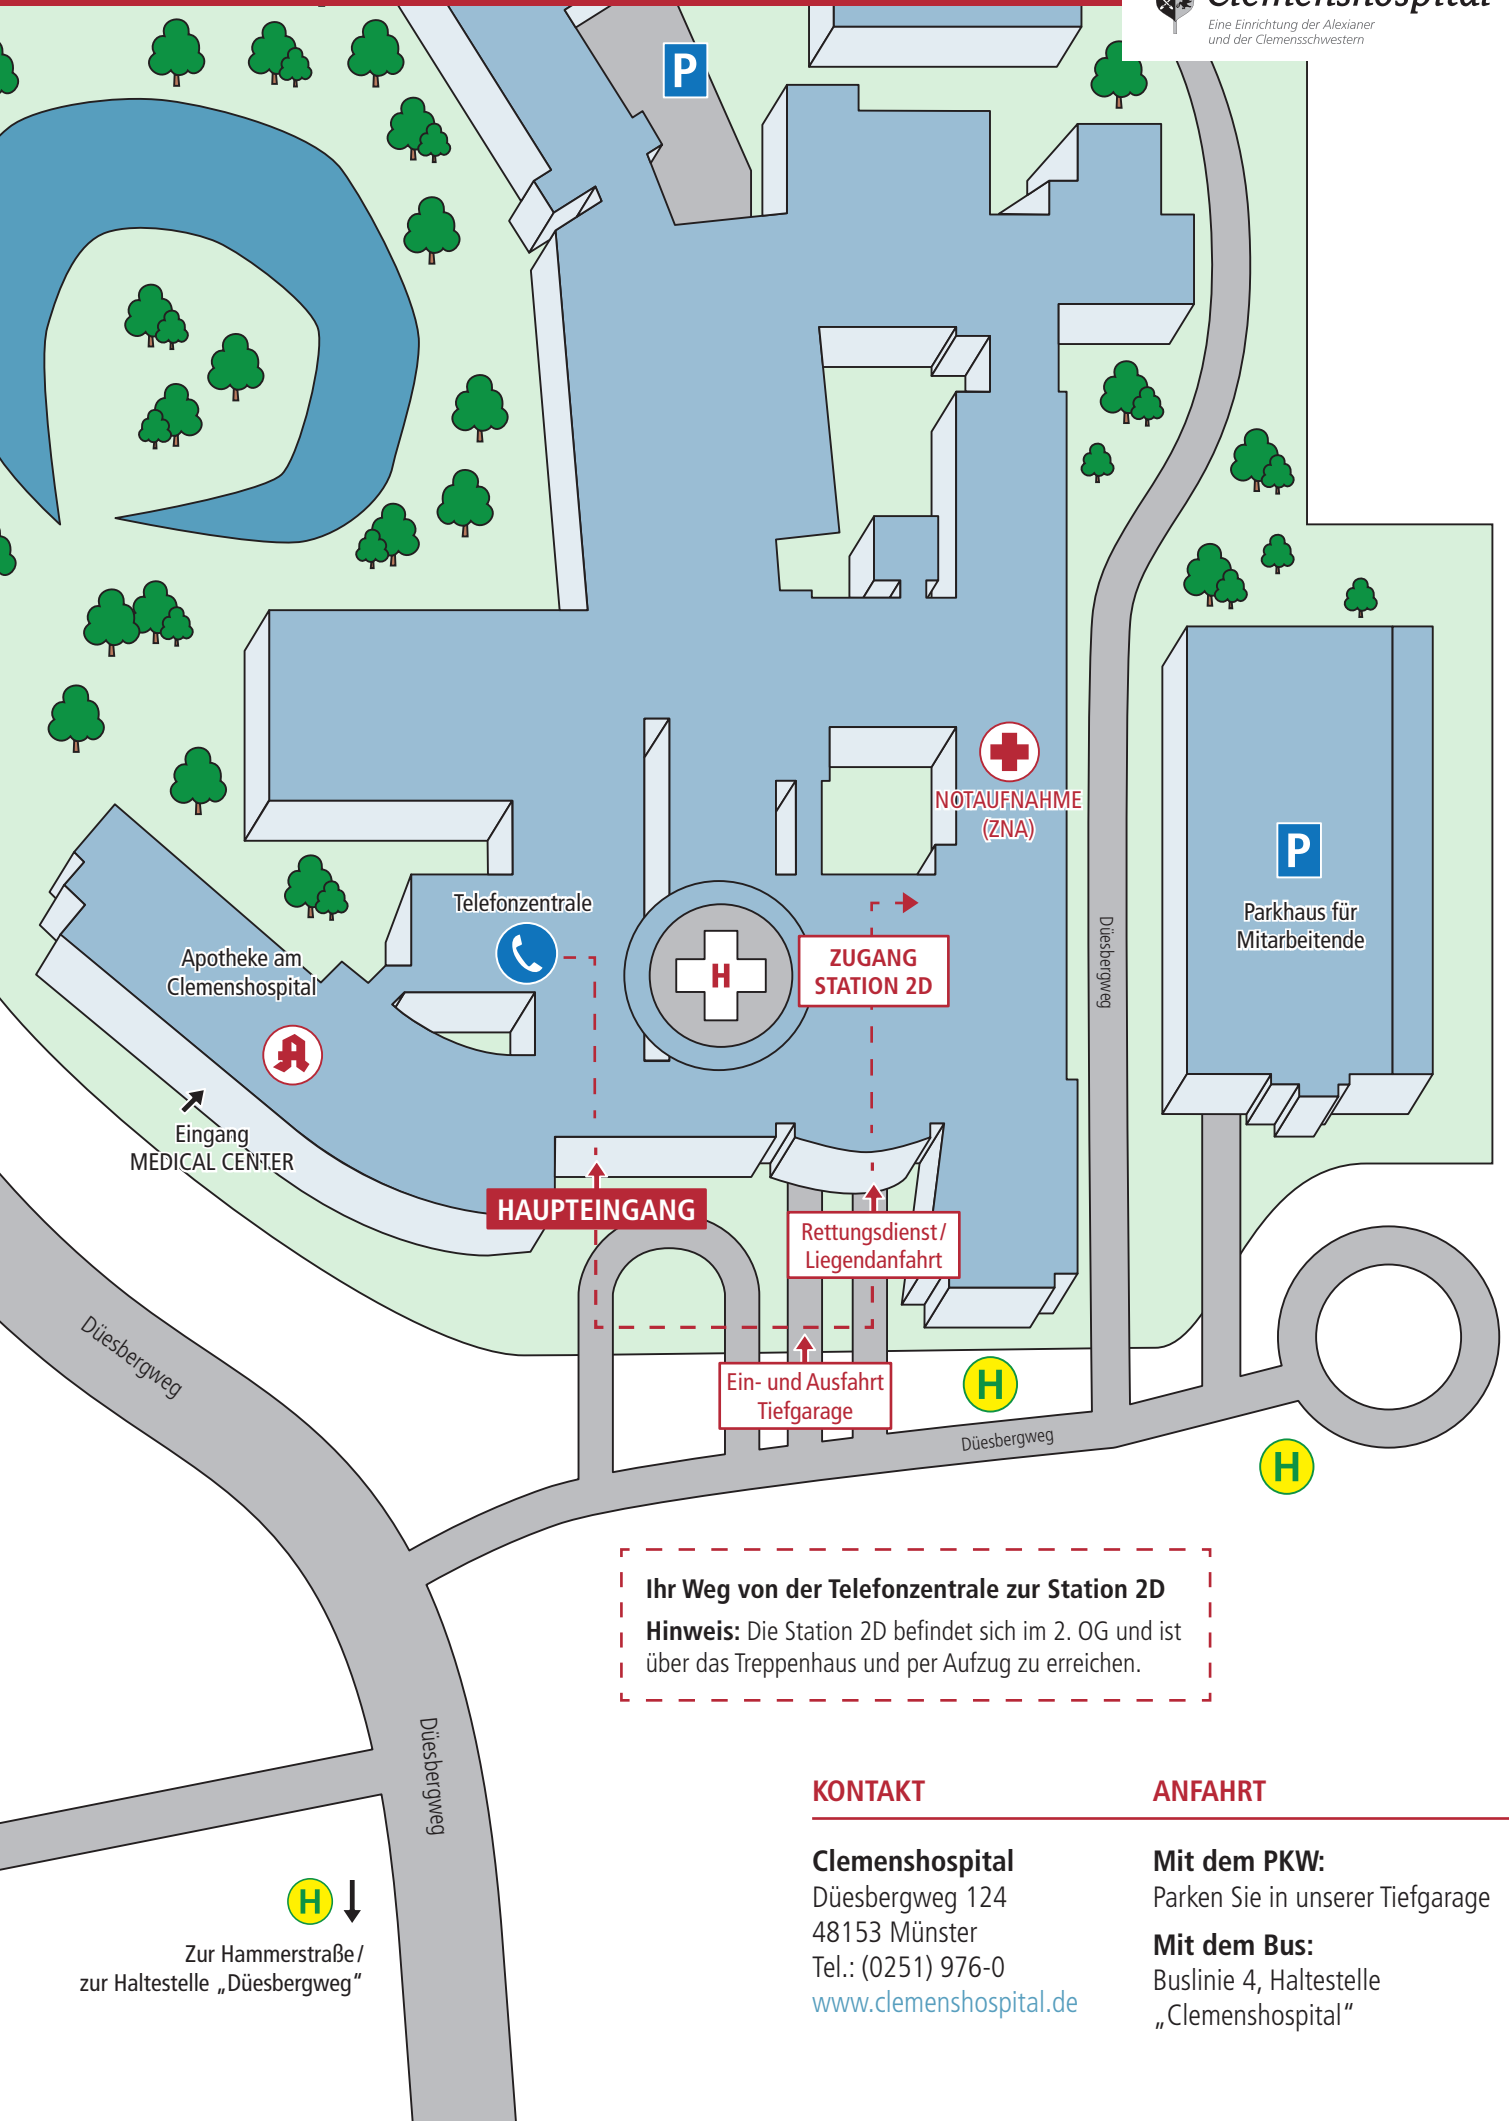 Clemenshospital
Eine Einrichtung der Alexianer
und der Clemensschwestern
P
NOTAUFNAHME
(ZNA)
P
Parkhaus für
Mitarbeitende
Telefonzentrale
Apotheke am
Clemenshospital
A
H
ZUGANG
STATION 2D
Düesbergweg
Eingang
MEDICAL CENTER
HAUPTEINGANG
Rettungsdienst/
Liegendanfahrt
Düesbergweg
Ein- und Ausfahrt
Tiefgarage
H
Düesbergweg
H
Ihr Weg von der Telefonzentrale zur Station 2D
Hinweis: Die Station 2D befindet sich im 2. OG und ist
über das Treppenhaus und per Aufzug zu erreichen.
Düesbergweg
H
Zur Hammerstraße/
zur Haltestelle „Düesbergweg“
KONTAKT
Clemenshospital
Düesbergweg 124
48153 Münster
Tel.: (0251) 976-0
www.clemenshospital.de
ANFAHRT
Mit dem PKW:
Parken Sie in unserer Tiefgarage
Mit dem Bus:
Buslinie 4, Haltestelle
„Clemenshospital“